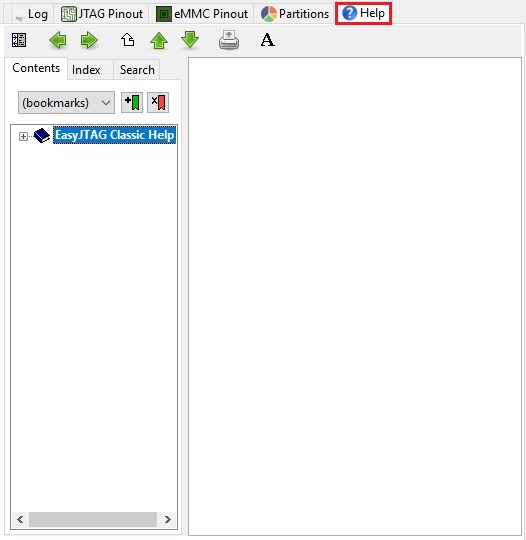 Log JTAG Pinout eMMC Pinout Partitions ? Help
A
Contents Index Search
(bookmarks)
EasyJTAG Classic Help